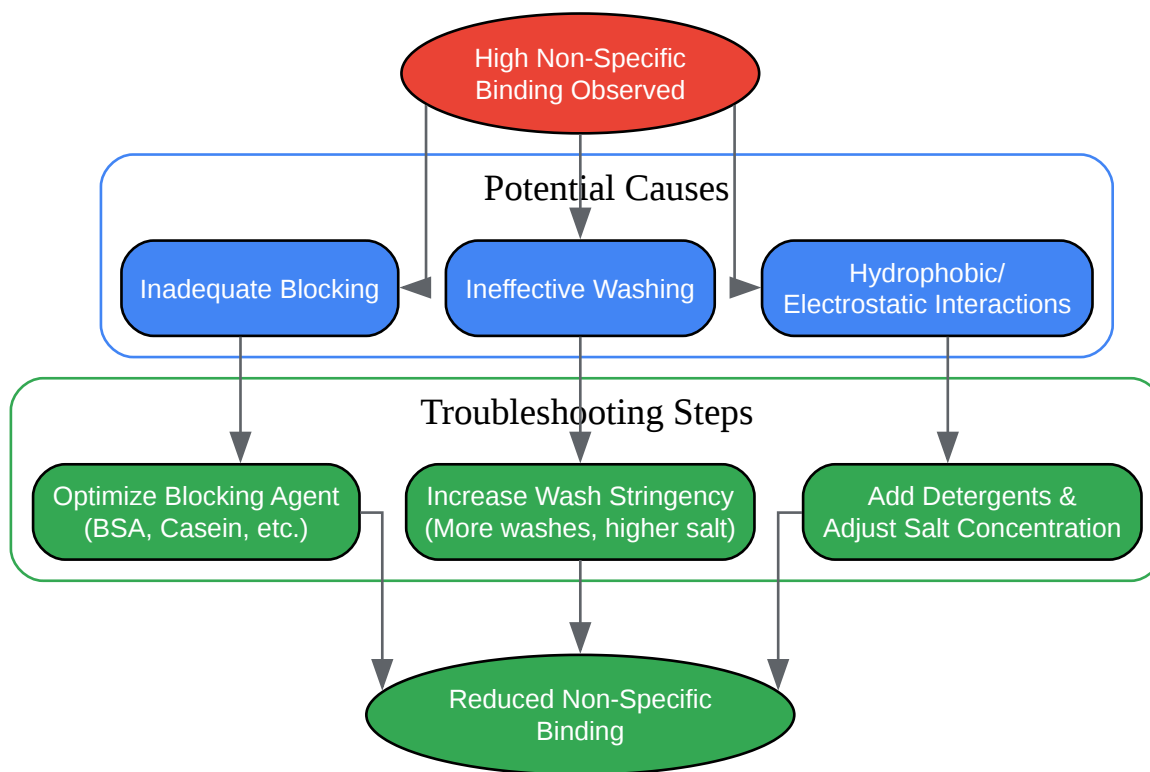 High Non-Specific
Binding Observed
Potential Causes
Inadequate Blocking
Ineffective Washing
Hydrophobic/
Electrostatic Interactions
Troubleshooting Steps
Optimize Blocking Agent
(BSA, Casein, etc.)
Increase Wash Stringency
(More washes, higher salt)
Add Detergents &
Adjust Salt Concentration
Reduced Non-Specific
Binding